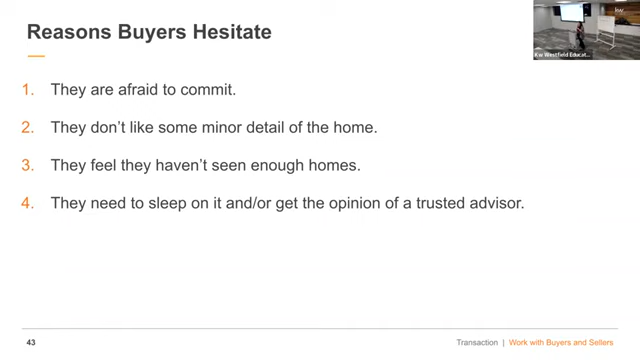 Reasons Buyers Hesitate
1. They are afraid to commit.
2. They don't like some minor detail of the home.
3. They feel they haven't seen enough homes.
4. They need to sleep on it and/or get the opinion of a trusted advisor.
43
Transaction | Work with Buyers and Sellers
kw
KW Westfield Educat...